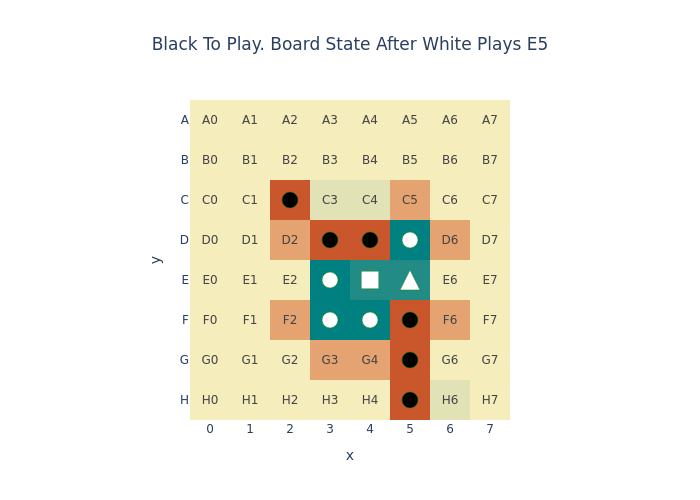 Black To Play. Board State After White Plays E5
A A0 A1 A2 A3 A4 A5 A6 A7
B B0 B1 B2 B3 B4 B5 B6 B7
C C0 C1 C3 C4 C5 C6 C7
D D0 D1 D2 D6 D7
y
E E0 E1 E2 E6 E7
F F0 F1 F2 F6 F7
G G0 G1 G2 G3 G4 G6 G7
H H0 H1 H2 H3 H4 H6 H7
0 1 2 3 4 5 6 7
x